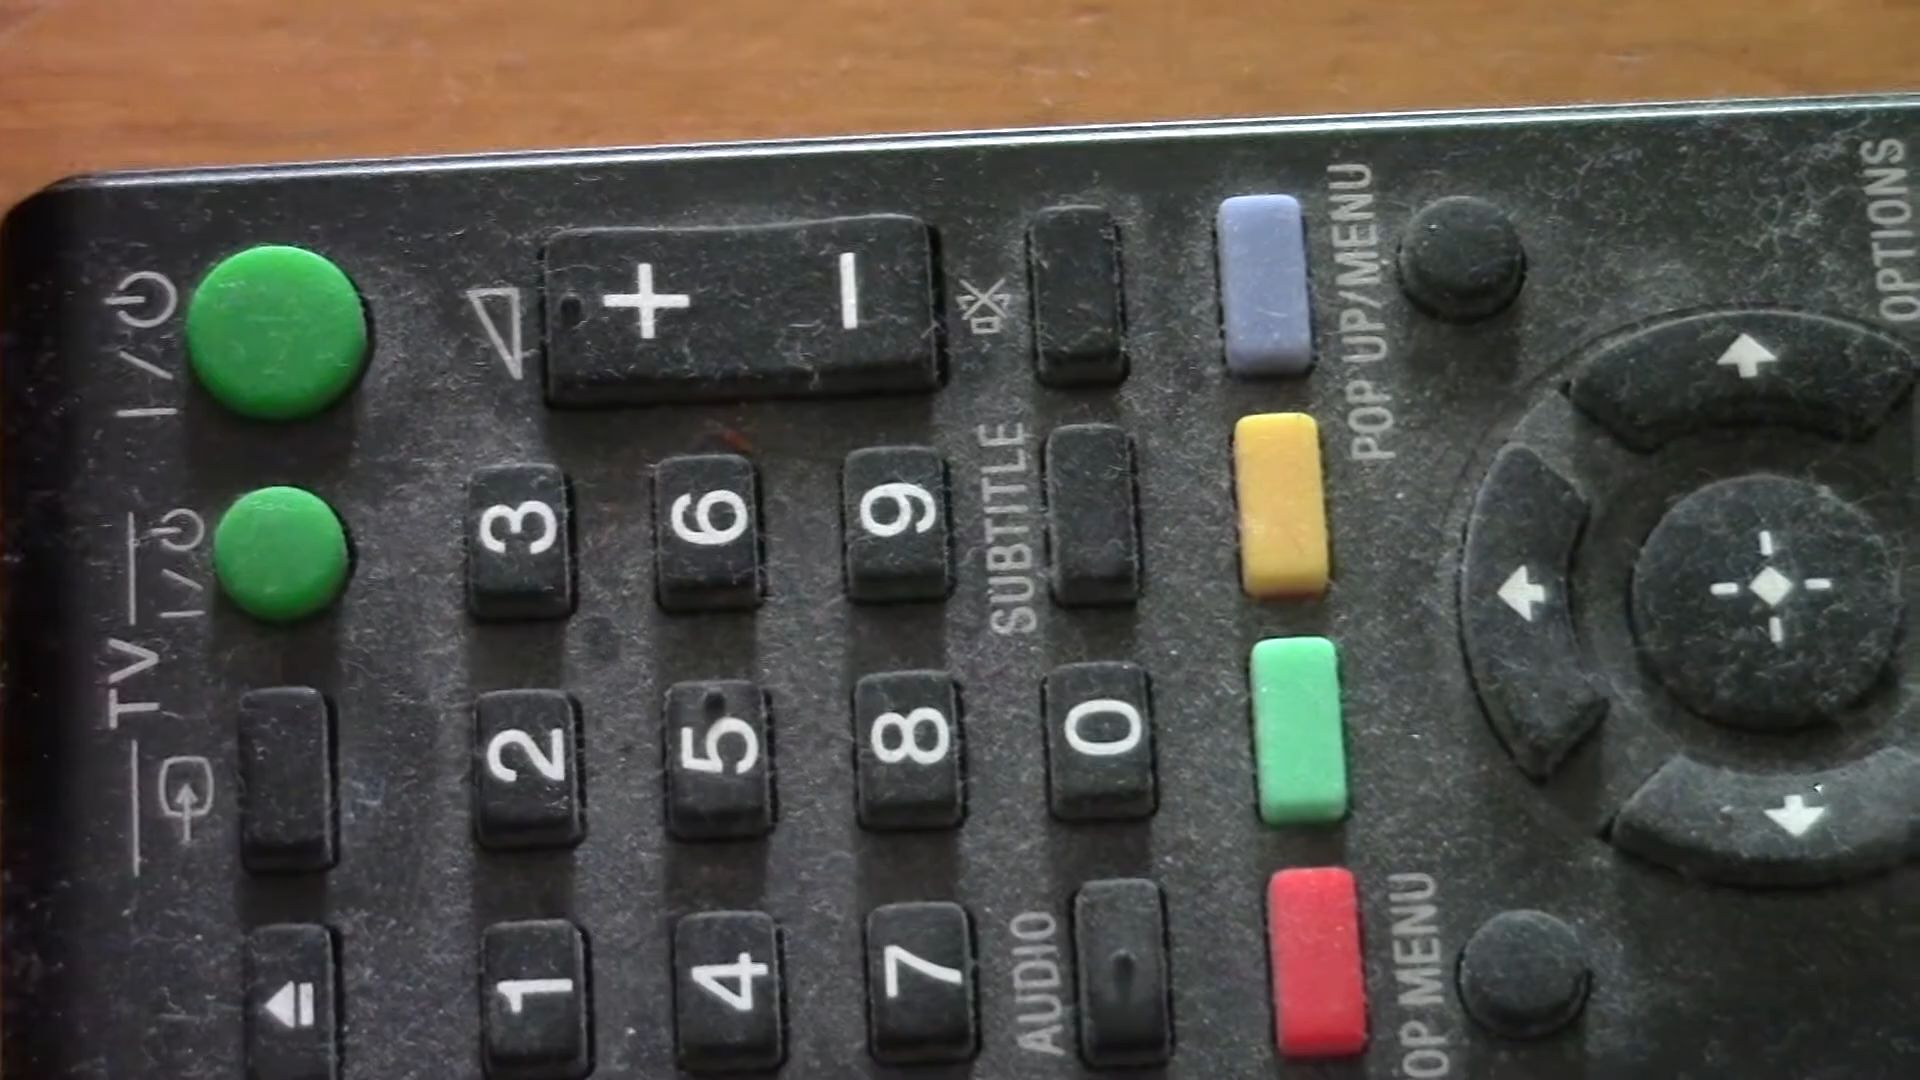 I/⏻
TV
I/⏻
+
−
1
2
3
4
5
6
7
8
9
AUDIO
0
SUBTITLE
POP UP/MENU
OP MENU
OPTIONS